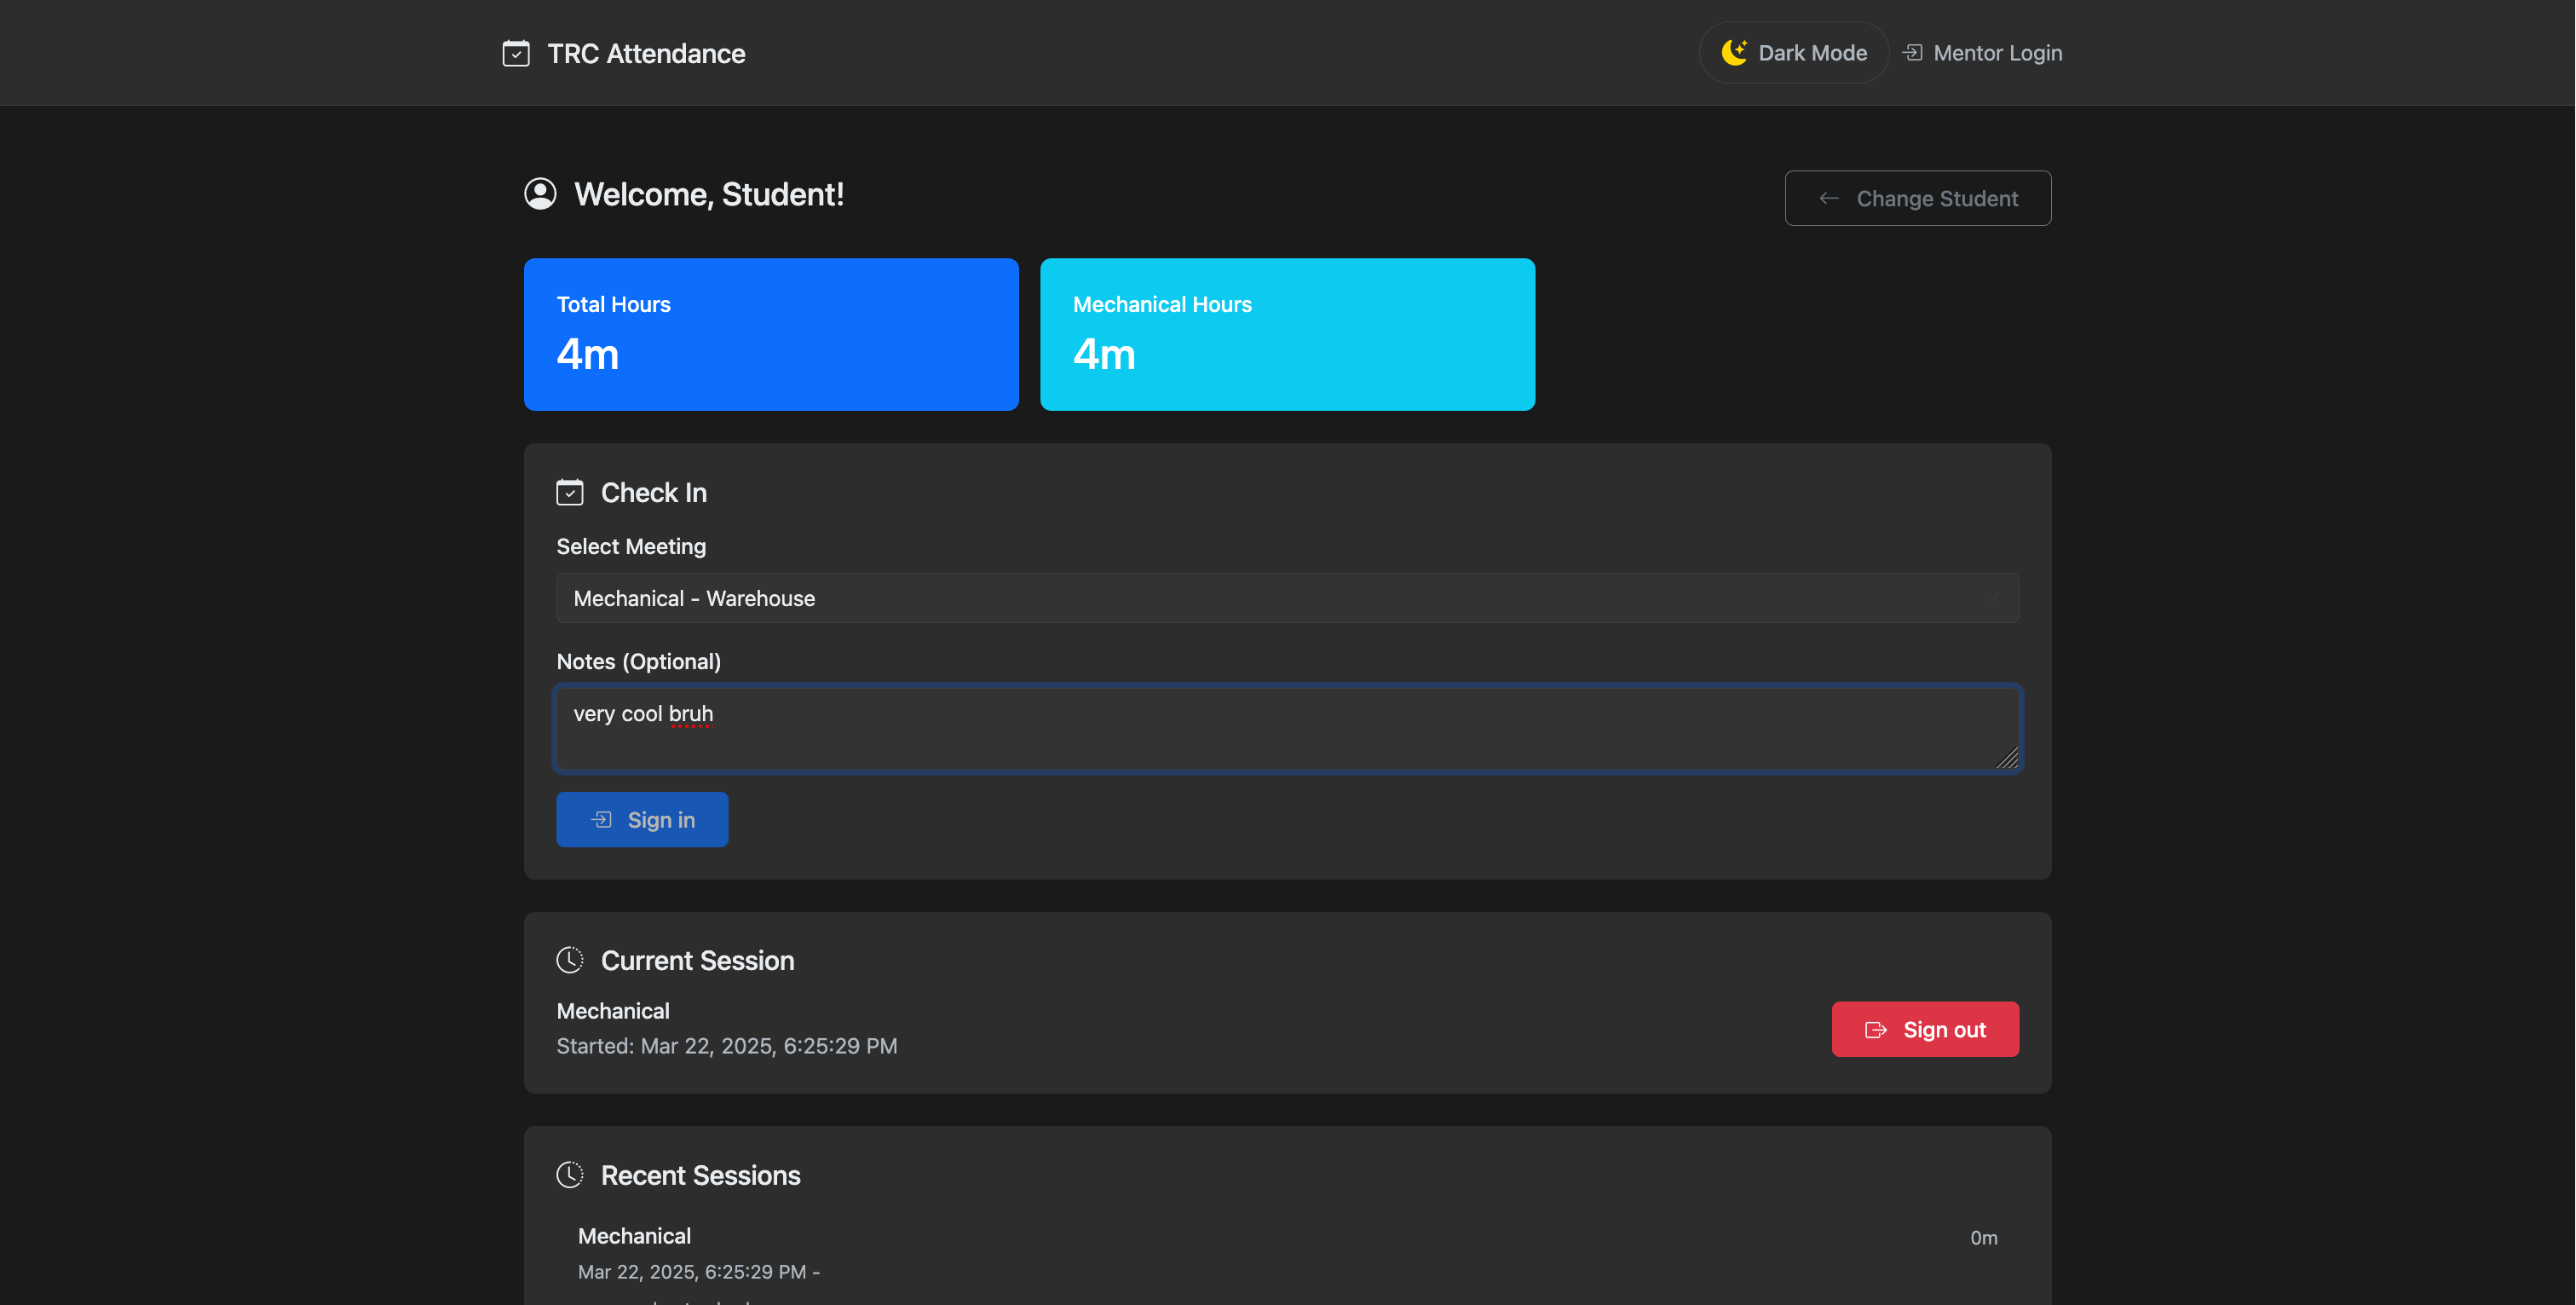 TRC Attendance
Dark Mode
Mentor Login
Welcome, Student!
Change Student
Total Hours
4m
Mechanical Hours
4m
Check In
Select Meeting
Mechanical - Warehouse
Notes (Optional)
very cool bruh
Sign in
Current Session
Mechanical
Started: Mar 22, 2025, 6:25:29 PM
Sign out
Recent Sessions
Mechanical
0m
Mar 22, 2025, 6:25:29 PM -